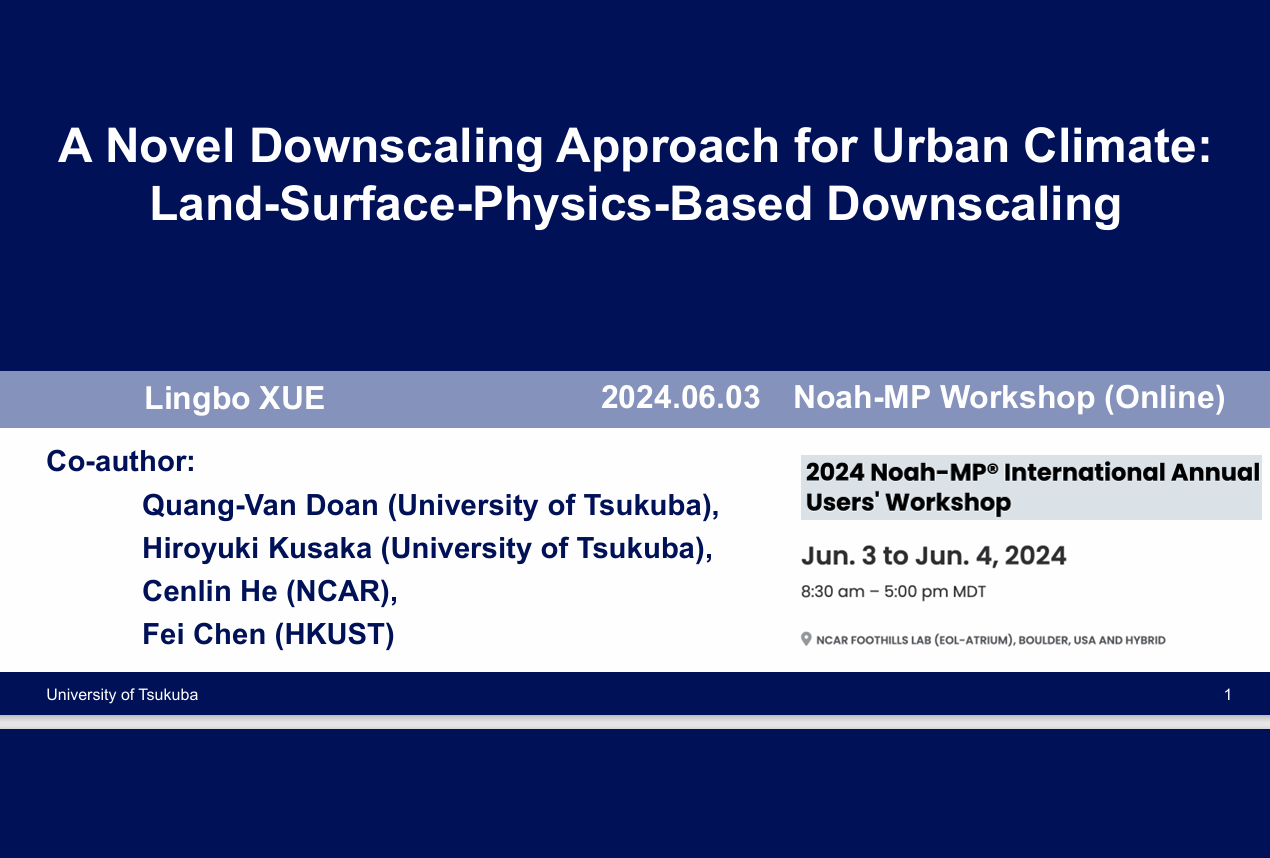 A Novel Downscaling Approach for Urban Climate:
Land-Surface-Physics-Based Downscaling
Lingbo XUE
2024.06.03 Noah-MP Workshop (Online)
Co-author:
Quang-Van Doan (University of Tsukuba),
Hiroyuki Kusaka (University of Tsukuba),
Cenlin He (NCAR),
Fei Chen (HKUST)
2024 Noah-MP® International Annual
Users' Workshop
Jun. 3 to Jun. 4, 2024
8:30 am – 5:00 pm MDT
NCAR FOOTHILLS LAB (EOL-ATRIUM), BOULDER, USA AND HYBRID
University of Tsukuba
1